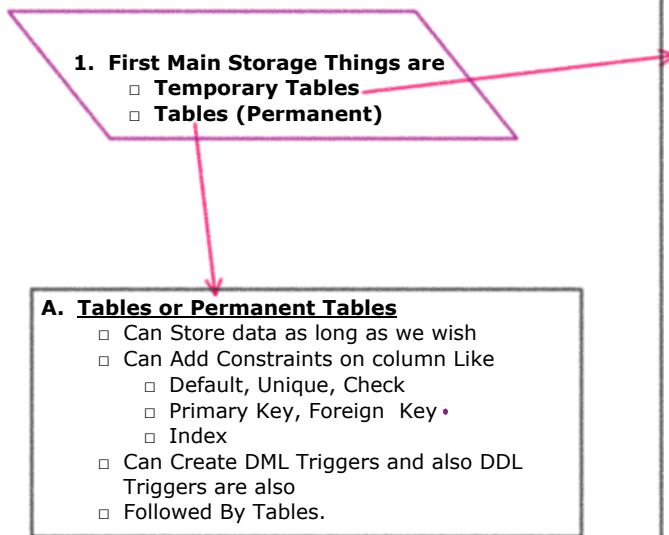 1. First Main Storage Things are
□ Temporary Tables
□ Tables (Permanent)
A. Tables or Permanent Tables
□ Can Store data as long as we wish
□ Can Add Constraints on column Like
□ Default, Unique, Check
□ Primary Key, Foreign Key
□ Index
□ Can Create DML Triggers and also DDL
Triggers are also
□ Followed By Tables.